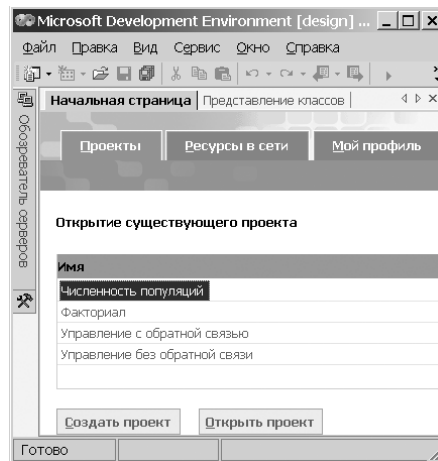 Microsoft Development Environment [design] ...
Файл Правка Вид Сервис Окно Справка
Начальная страница Представление классов
Обозреватель серверов
Проекты Ресурсы в сети Мой профиль
Открытие существующего проекта
Имя
Численность популяций
Факториал
Управление с обратной связью
Управление без обратной связи
Создать проект Открыть проект
Готово